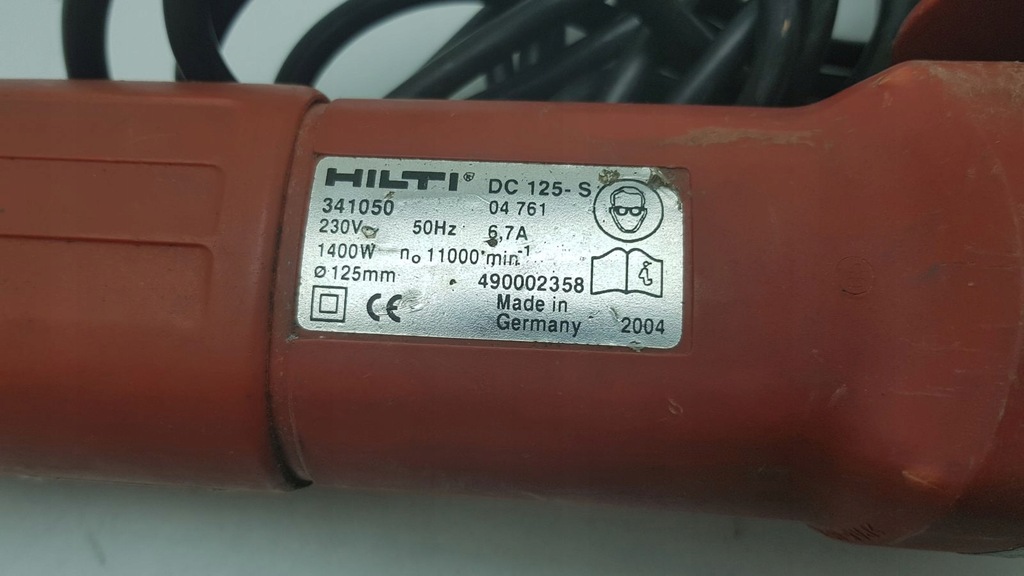 HILTI® DC 125-S
341050 04 761
230V 50Hz 6,7A
1400W n₀ 11000 min⁻¹
Ø 125mm 490002358
CE Made in
Germany 2004